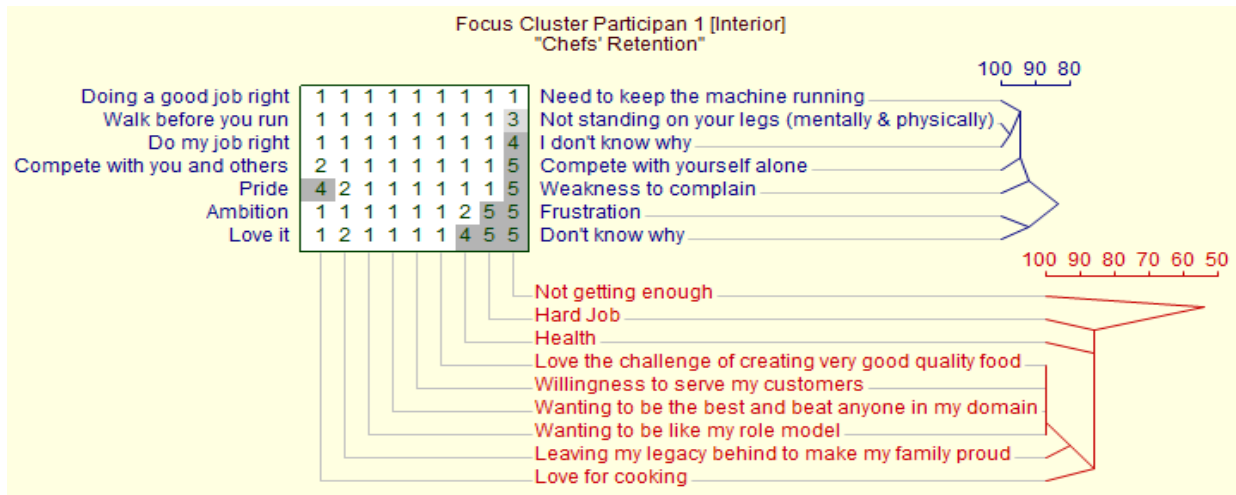 Focus Cluster Participan 1 [Interior]
"Chefs' Retention"
100 90 80
Doing a good job right 1 1 1 1 1 1 1 1 1 Need to keep the machine running
Walk before you run 1 1 1 1 1 1 1 1 3 Not standing on your legs (mentally & physically)
Do my job right 1 1 1 1 1 1 1 1 4 I don't know why
Compete with you and others 2 1 1 1 1 1 1 1 5 Compete with yourself alone
Pride 4 2 1 1 1 1 1 1 5 Weakness to complain
Ambition 1 1 1 1 1 1 2 5 5 Frustration
Love it 1 2 1 1 1 1 4 5 5 Don't know why
100 90 80 70 60 50
Not getting enough
Hard Job
Health
Love the challenge of creating very good quality food
Willingness to serve my customers
Wanting to be the best and beat anyone in my domain
Wanting to be like my role model
Leaving my legacy behind to make my family proud
Love for cooking